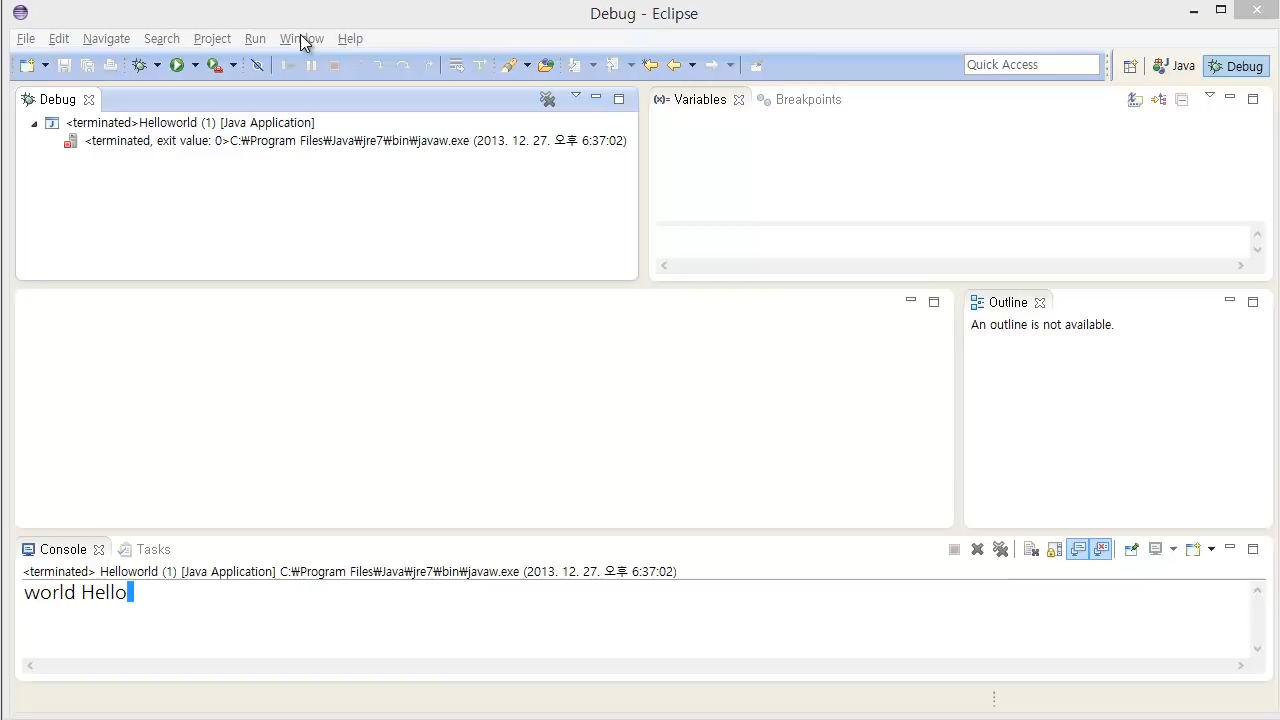 Debug - Eclipse
File Edit Navigate Search Project Run Window Help
Quick Access Java Debug
Debug
<terminated>Helloworld (1) [Java Application]
<terminated, exit value: 0>C:₩Program Files₩Java₩jre7₩bin₩javaw.exe (2013. 12. 27. 오후 6:37:02)
(x)= Variables Breakpoints
Outline
An outline is not available.
Console Tasks
<terminated> Helloworld (1) [Java Application] C:₩Program Files₩Java₩jre7₩bin₩javaw.exe (2013. 12. 27. 오후 6:37:02)
world Hello